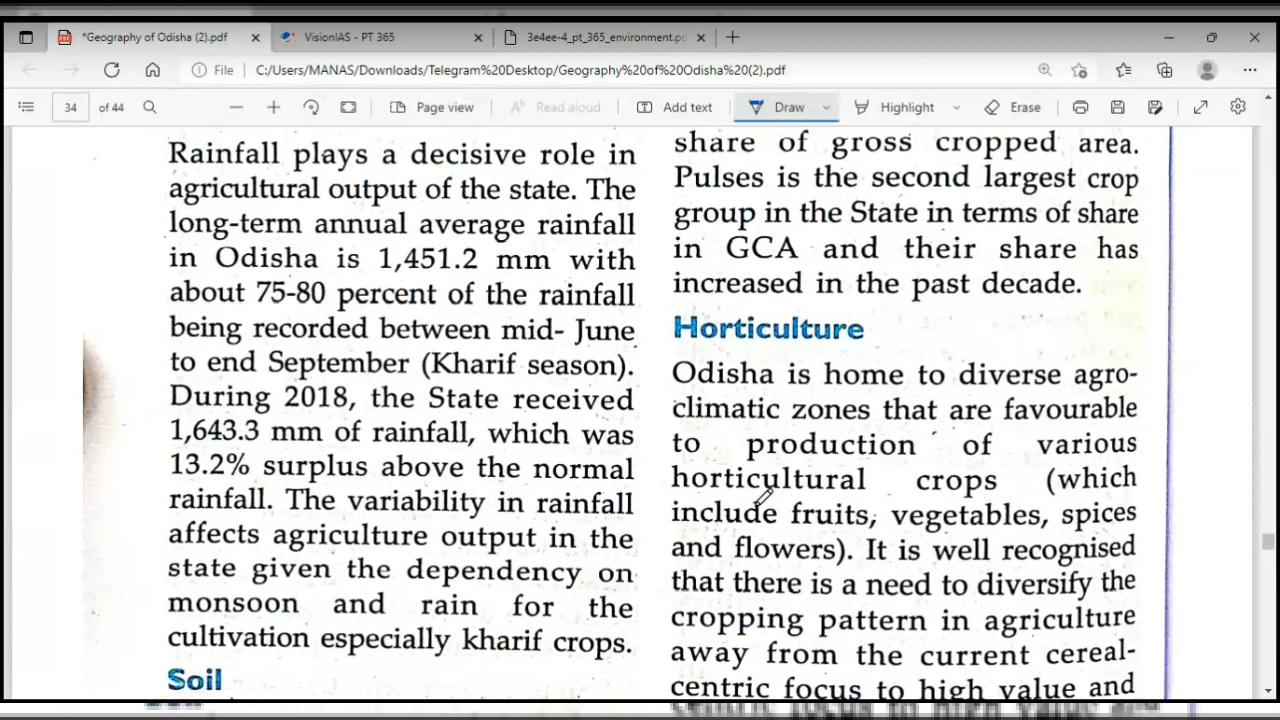 *Geography of Odisha (2).pdf
VisionIAS - PT 365
3e4ee-4_pt_365_environment.pd
File
C:/Users/MANAS/Downloads/Telegram%20Desktop/Geography%20of%20Odisha%20(2).pdf
34 of 44
Page view
Read aloud
Add text
Draw
Highlight
Erase
Rainfall plays a decisive role in
agricultural output of the state. The
long-term annual average rainfall
in Odisha is 1,451.2 mm with
about 75-80 percent of the rainfall
being recorded between mid- June
to end September (Kharif season).
During 2018, the State received
1,643.3 mm of rainfall, which was
13.2% surplus above the normal
rainfall. The variability in rainfall
affects agriculture output in the
state given the dependency on
monsoon and rain for the
cultivation especially kharif crops.
Soil
share of gross cropped area.
Pulses is the second largest crop
group in the State in terms of share
in GCA and their share has
increased in the past decade.
Horticulture
Odisha is home to diverse agro-
climatic zones that are favourable
to production of various
horticultural crops (which
include fruits, vegetables, spices
and flowers). It is well recognised
that there is a need to diversify the
cropping pattern in agriculture
away from the current cereal-
centric focus to high value and